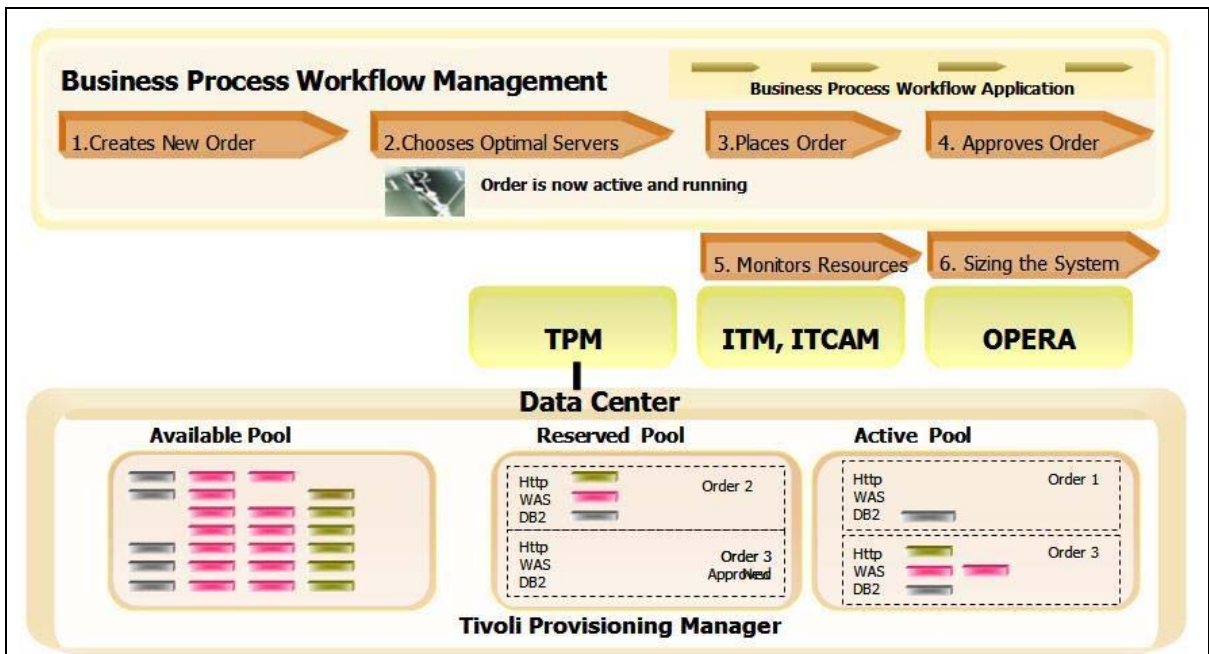 Business Process Workflow Management
Business Process Workflow Application
1.Creates New Order
2.Chooses Optimal Servers
3.Places Order
4. Approves Order
12
Order is now active and running
5. Monitors Resources
6. Sizing the System
TPM
ITM, ITCAM
OPERA
Data Center
Available Pool
Reserved Pool
Active Pool
Http
WAS
DB2
Order 2
Http
WAS
DB2
Order 3
Approved
Http
WAS
DB2
Order 1
Http
WAS
DB2
Order 3
Tivoli Provisioning Manager